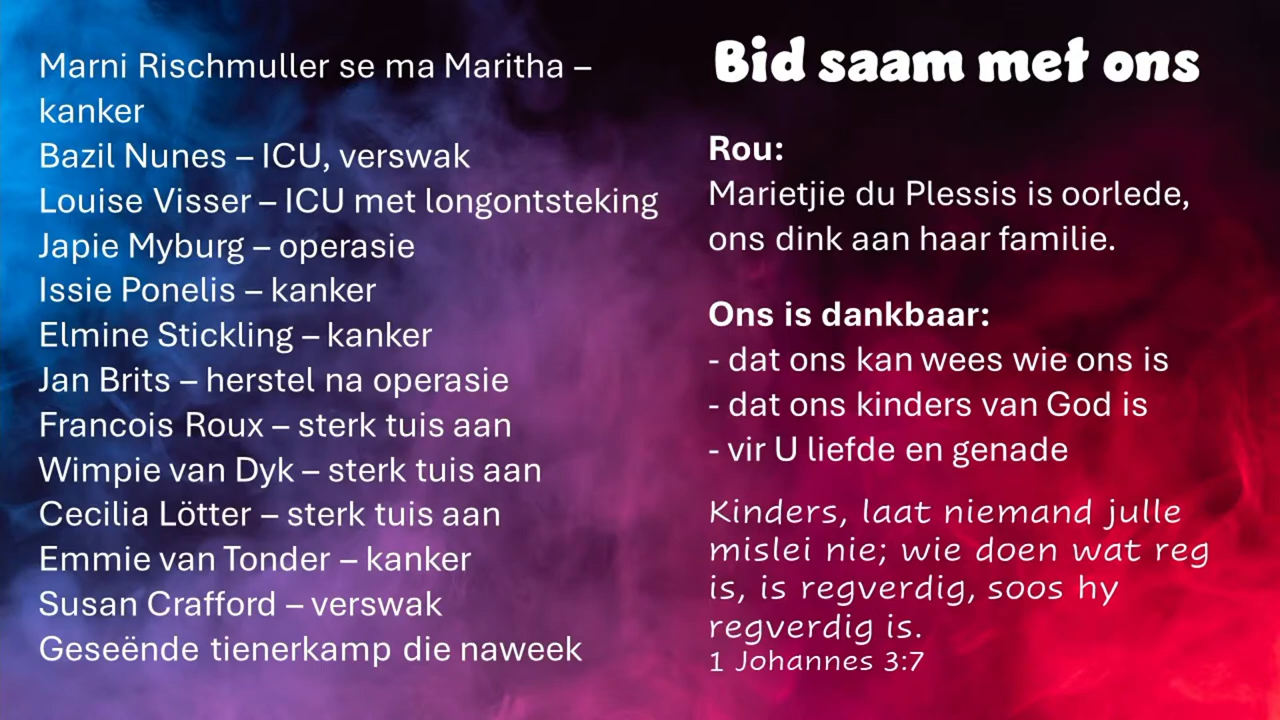 Marni Rischmuller se ma Maritha –
kanker
Bazil Nunes – ICU, verswak
Louise Visser – ICU met longontsteking
Japie Myburg – operasie
Issie Ponelis – kanker
Elmine Stickling – kanker
Jan Brits – herstel na operasie
Francois Roux – sterk tuis aan
Wimpie van Dyk – sterk tuis aan
Cecilia Lötter – sterk tuis aan
Emmie van Tonder – kanker
Susan Crafford – verswak
Geseënde tienerkamp die naweek
Bid saam met ons
Rou:
Marietjie du Plessis is oorlede,
ons dink aan haar familie.
Ons is dankbaar:
- dat ons kan wees wie ons is
- dat ons kinders van God is
- vir U liefde en genade
Kinders, laat niemand julle
mislei nie; wie doen wat reg
is, is regverdig, soos hy
regverdig is.
1 Johannes 3:7